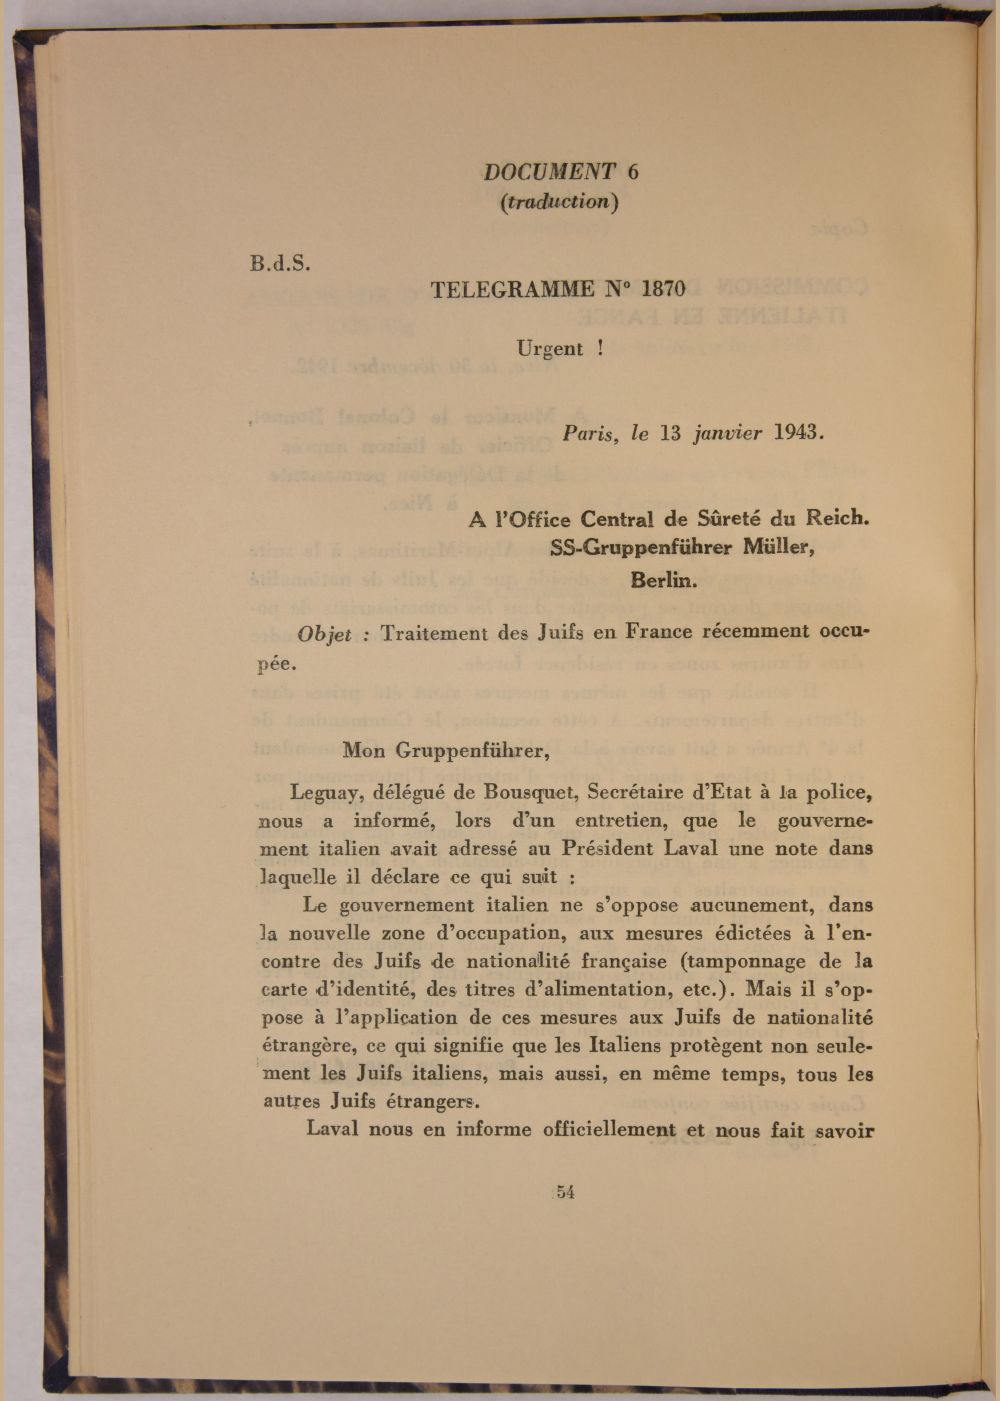 DOCUMENT 6
(traduction)
B.d.S.
TELEGRAMME N° 1870
Urgent !
Paris, le 13 janvier 1943.
A l'Office Central de Sûreté du Reich.
SS-Gruppenführer Müller,
Berlin.
Objet : Traitement des Juifs en France récemment occu-
pée.
Mon Gruppenführer,
Leguay, délégué de Bousquet, Secrétaire d'Etat à la police,
nous a informé, lors d'un entretien, que le gouverne-
ment italien avait adressé au Président Laval une note dans
laquelle il déclare ce qui suit :
Le gouvernement italien ne s'oppose aucunement, dans
la nouvelle zone d'occupation, aux mesures édictées à l'en-
contre des Juifs de nationalité française (tamponnage de la
carte d'identité, des titres d'alimentation, etc.). Mais il s'op-
pose à l'application de ces mesures aux Juifs de nationalité
étrangère, ce qui signifie que les Italiens protègent non seule-
ment les Juifs italiens, mais aussi, en même temps, tous les
autres Juifs étrangers.
Laval nous en informe officiellement et nous fait savoir
54